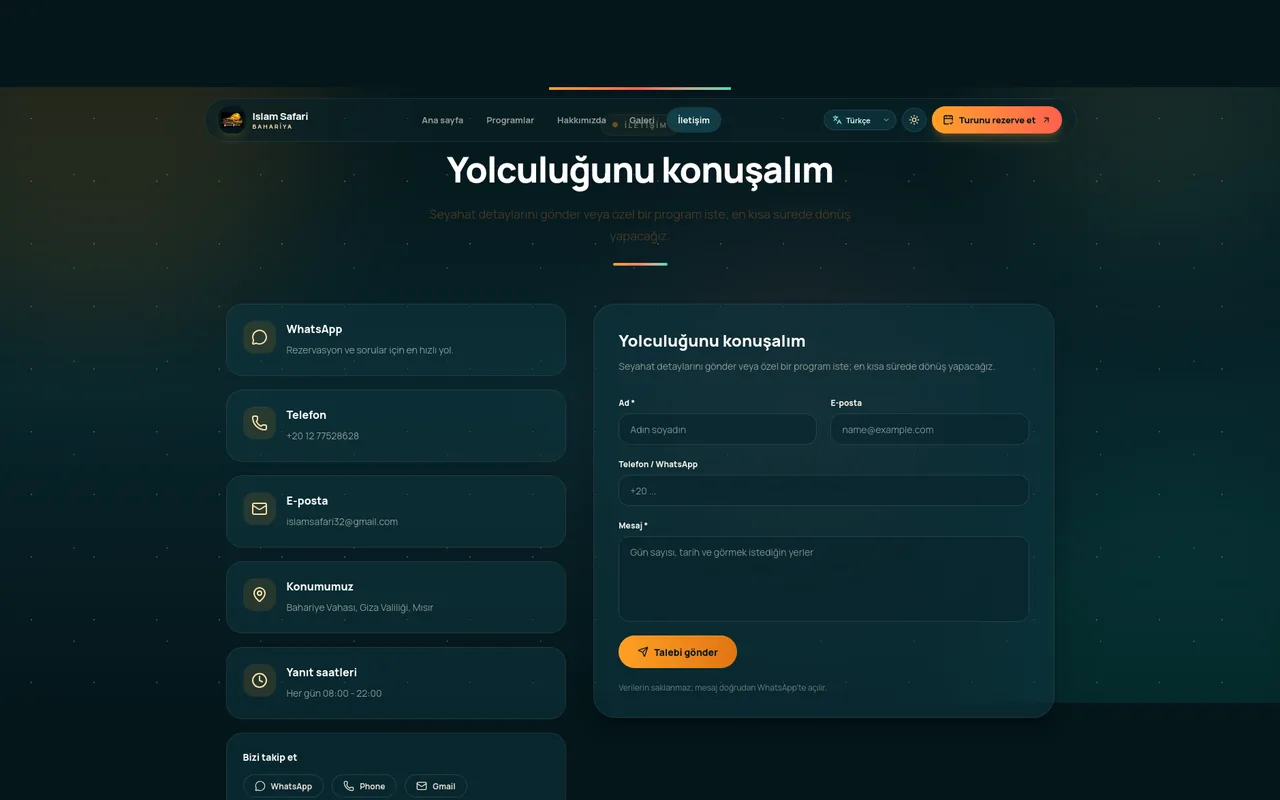 Islam Safari
BAHARİYA
Ana sayfa
Programlar
Hakkımızda
Galeri
İletişim
Türkçe
Turunu rezerve et
İLETİŞİM
Yolculuğunu konuşalım
Seyahat detaylarını gönder veya özel bir program iste; en kısa sürede dönüş
yapacağız.
WhatsApp
Rezervasyon ve sorular için en hızlı yol.
Telefon
+20 12 77528628
E-posta
islamsafari32@gmail.com
Konumumuz
Bahariye Vahası, Giza Valiliği, Mısır
Yanıt saatleri
Her gün 08:00 - 22:00
Bizi takip et
WhatsApp
Phone
Gmail
Yolculuğunu konuşalım
Seyahat detaylarını gönder veya özel bir program iste; en kısa sürede dönüş yapacağız.
Ad *
E-posta
Adın soyadın
name@example.com
Telefon / WhatsApp
+20 ...
Mesaj *
Gün sayısı, tarih ve görmek istediğin yerler
Talebi gönder
Verilerin saklanmaz; mesaj doğrudan WhatsApp'te açılır.